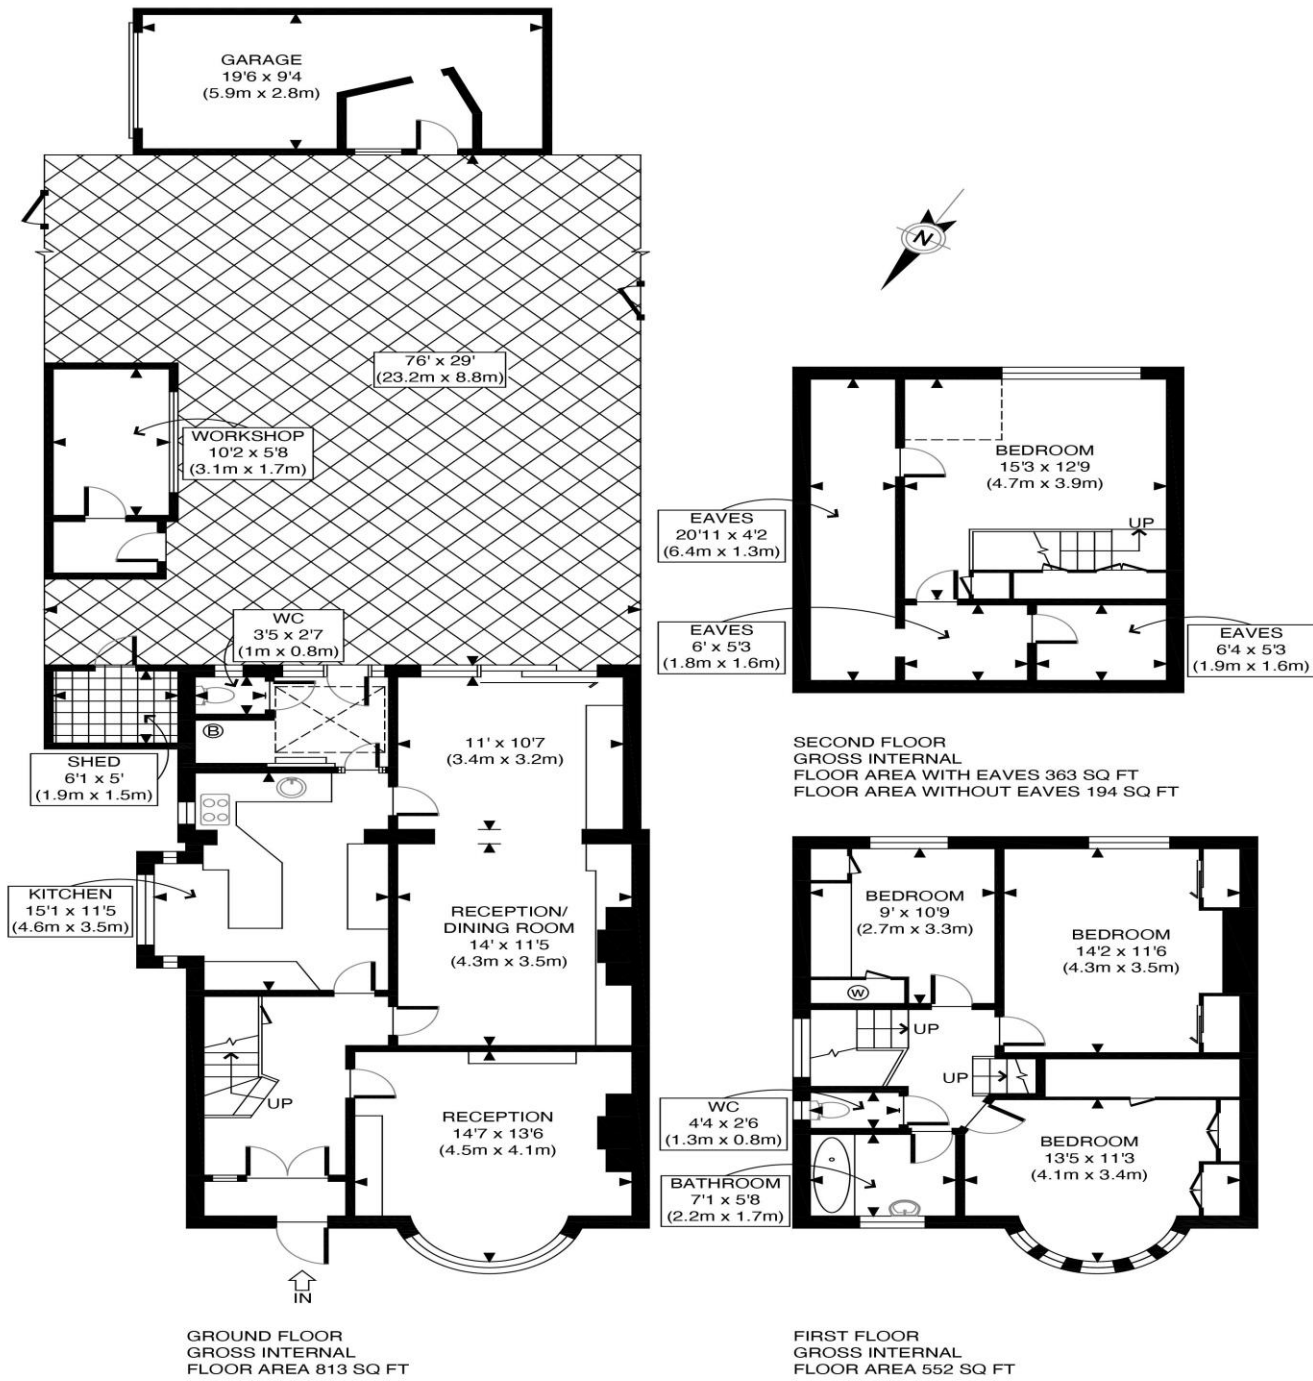 GARAGE
19'6 x 9'4
(5.9m x 2.8m)
N
76' x 29'
(23.2m x 8.8m)
WORKSHOP
10'2 x 5'8
(3.1m x 1.7m)
BEDROOM
15'3 x 12'9
(4.7m x 3.9m)
UP
EAVES
20'11 x 4'2
(6.4m x 1.3m)
EAVES
6' x 5'3
(1.8m x 1.6m)
EAVES
6'4 x 5'3
(1.9m x 1.6m)
SECOND FLOOR
GROSS INTERNAL
FLOOR AREA WITH EAVES 363 SQ FT
FLOOR AREA WITHOUT EAVES 194 SQ FT
WC
3'5 x 2'7
(1m x 0.8m)
B
SHED
6'1 x 5'
(1.9m x 1.5m)
11' x 10'7
(3.4m x 3.2m)
KITCHEN
15'1 x 11'5
(4.6m x 3.5m)
RECEPTION/
DINING ROOM
14' x 11'5
(4.3m x 3.5m)
UP
RECEPTION
14'7 x 13'6
(4.5m x 4.1m)
IN
GROUND FLOOR
GROSS INTERNAL
FLOOR AREA 813 SQ FT
BEDROOM
9' x 10'9
(2.7m x 3.3m)
W
BEDROOM
14'2 x 11'6
(4.3m x 3.5m)
UP
UP
WC
4'4 x 2'6
(1.3m x 0.8m)
BATHROOM
7'1 x 5'8
(2.2m x 1.7m)
BEDROOM
13'5 x 11'3
(4.1m x 3.4m)
FIRST FLOOR
GROSS INTERNAL
FLOOR AREA 552 SQ FT